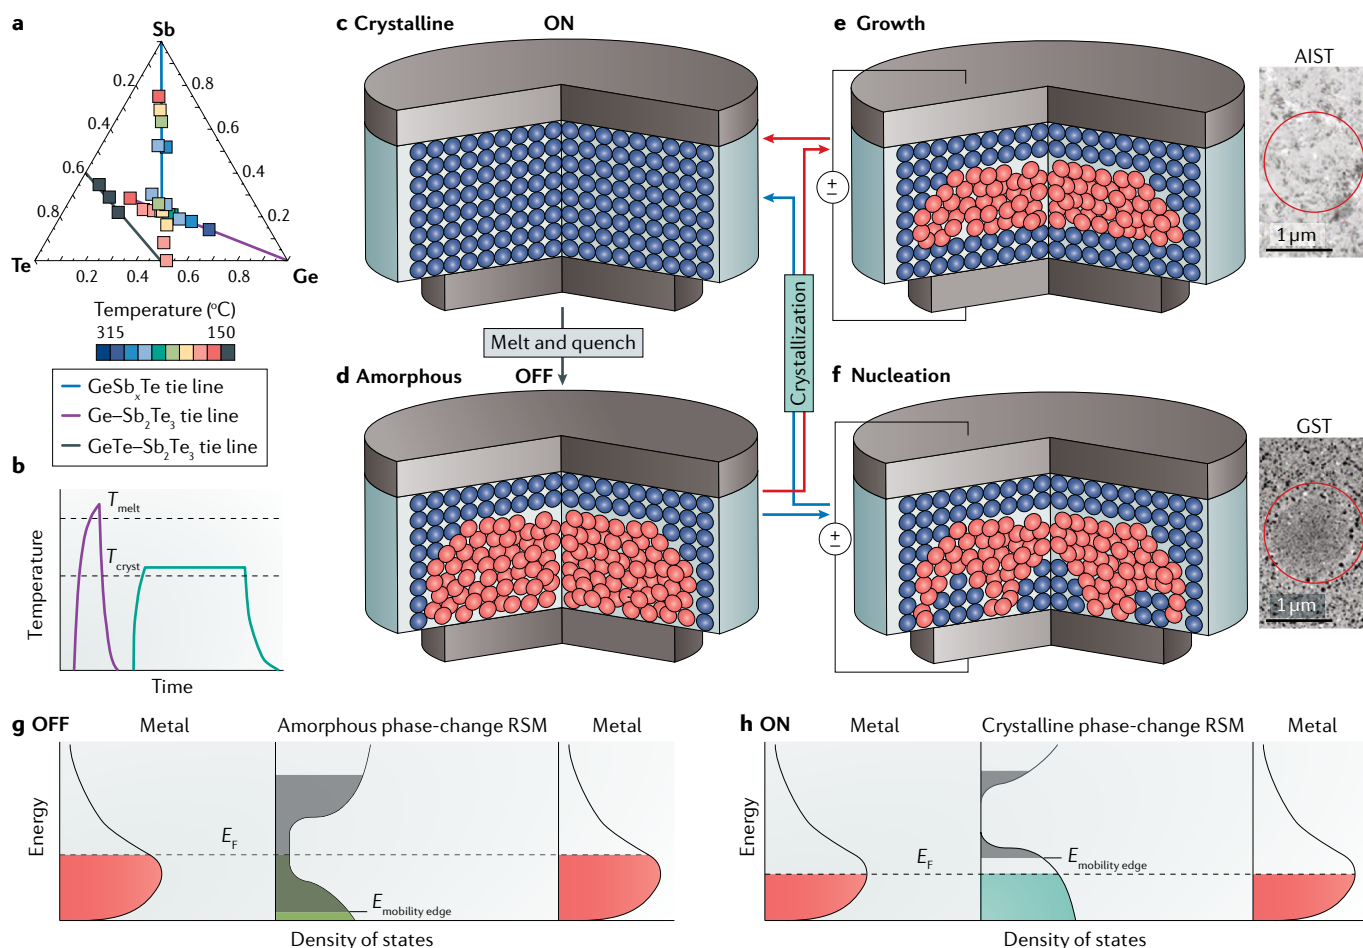 a
Sb
0.2
0.8
0.4
0.6
0.6
0.4
0.8
0.2
Te
0.2
0.4
0.6
0.8
Ge
Temperature (°C)
315
150
GeSbxTe tie line
Ge–Sb2Te3 tie line
GeTe–Sb2Te3 tie line
b
Tmelt
Tcryst
Temperature
Time
c Crystalline
ON
Melt and quench
d Amorphous
OFF
Crystallization
e Growth
±
AIST
1 μm
f Nucleation
±
GST
1 μm
g OFF
Metal
Amorphous phase-change RSM
Metal
Energy
EF
Emobility edge
Density of states
h ON
Metal
Crystalline phase-change RSM
Metal
Energy
EF
Emobility edge
Density of states